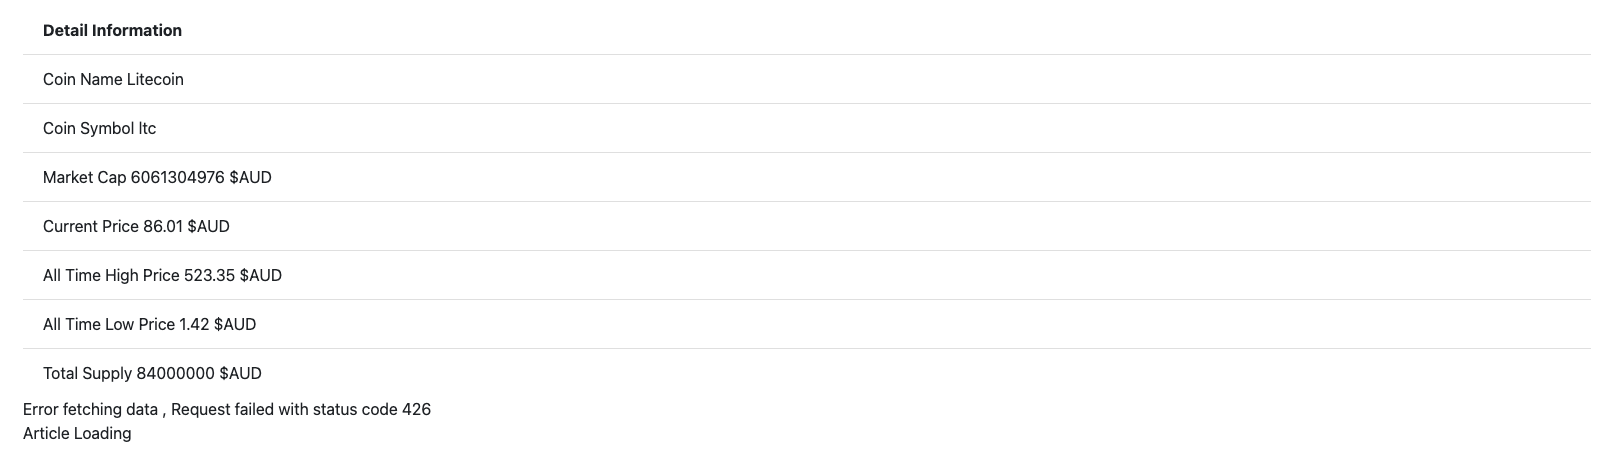 Detail Information
Coin Name Litecoin
Coin Symbol ltc
Market Cap 6061304976 $AUD
Current Price 86.01 $AUD
All Time High Price 523.35 $AUD
All Time Low Price 1.42 $AUD
Total Supply 84000000 $AUD
Error fetching data , Request failed with status code 426
Article Loading